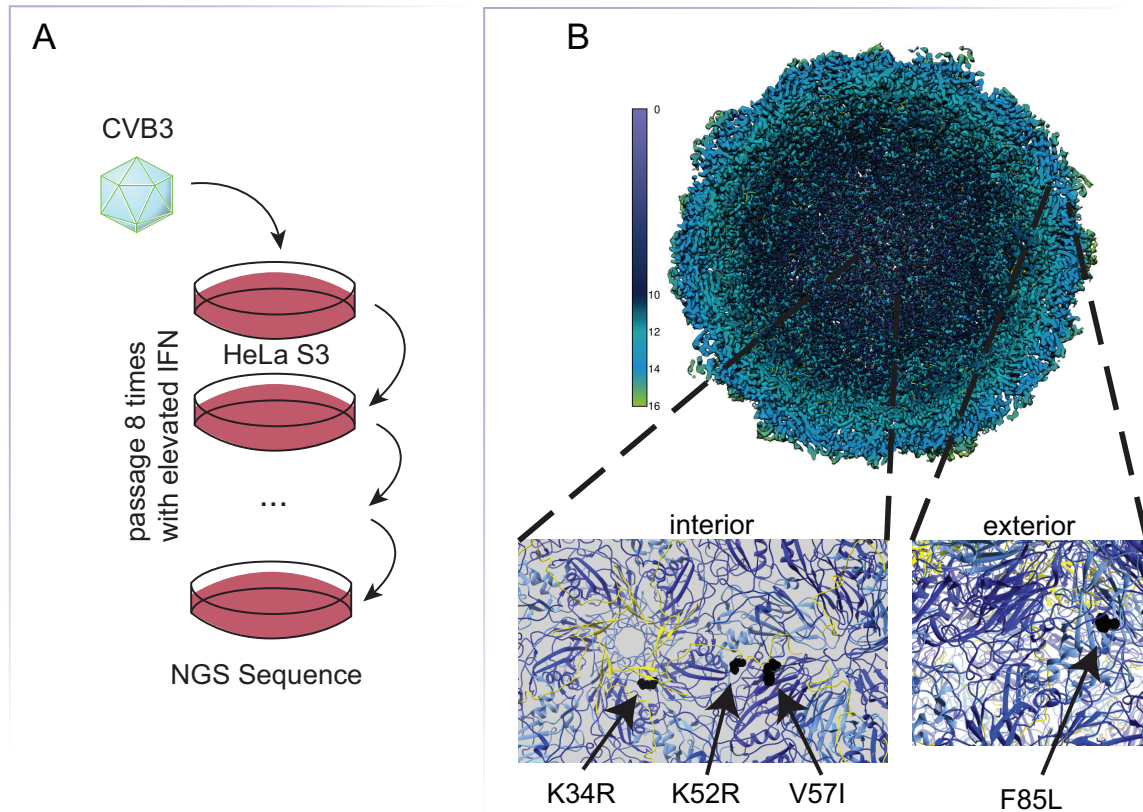 A
CVB3
HeLa S3
passage 8 times
with elevated IFN
...
NGS Sequence
B
0
10
12
14
16
interior
exterior
K34R
K52R
V57I
F85L